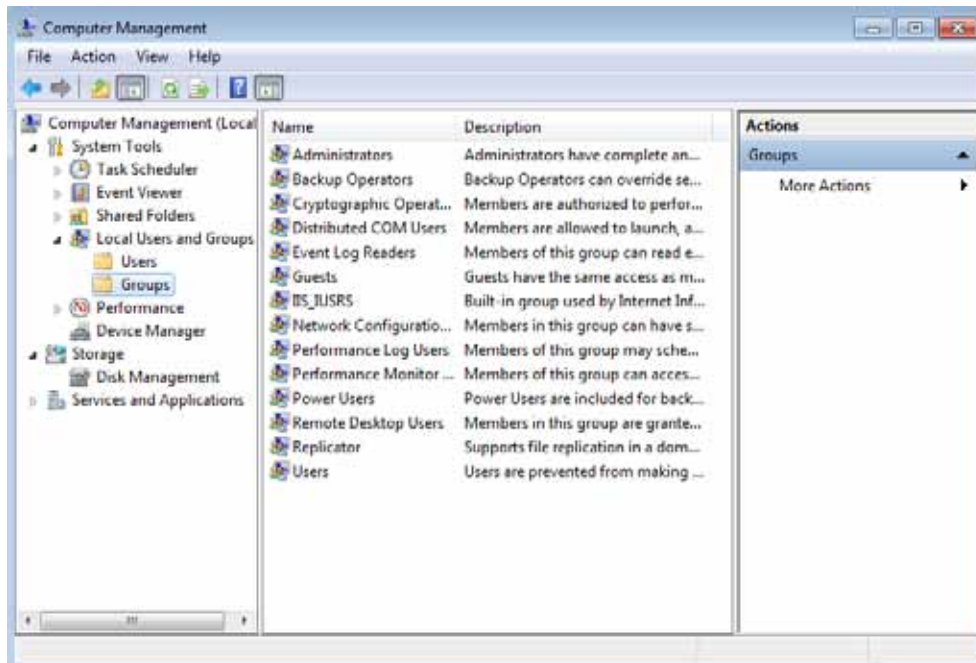 Computer Management
File Action View Help
Computer Management (Local
System Tools
Task Scheduler
Event Viewer
Shared Folders
Local Users and Groups
Users
Groups
Performance
Device Manager
Storage
Disk Management
Services and Applications
Name Description
Administrators Administrators have complete an...
Backup Operators Backup Operators can override se...
Cryptographic Operat... Members are authorized to perfor...
Distributed COM Users Members are allowed to launch, a...
Event Log Readers Members of this group can read e...
Guests Guests have the same access as m...
IIS_IUSRS Built-in group used by Internet Inf...
Network Configuratio... Members in this group can have s...
Performance Log Users Members of this group may sche...
Performance Monitor ... Members of this group can acces...
Power Users Power Users are included for back...
Remote Desktop Users Members in this group are grante...
Replicator Supports file replication in a dom...
Users Users are prevented from making ...
Actions
Groups
More Actions